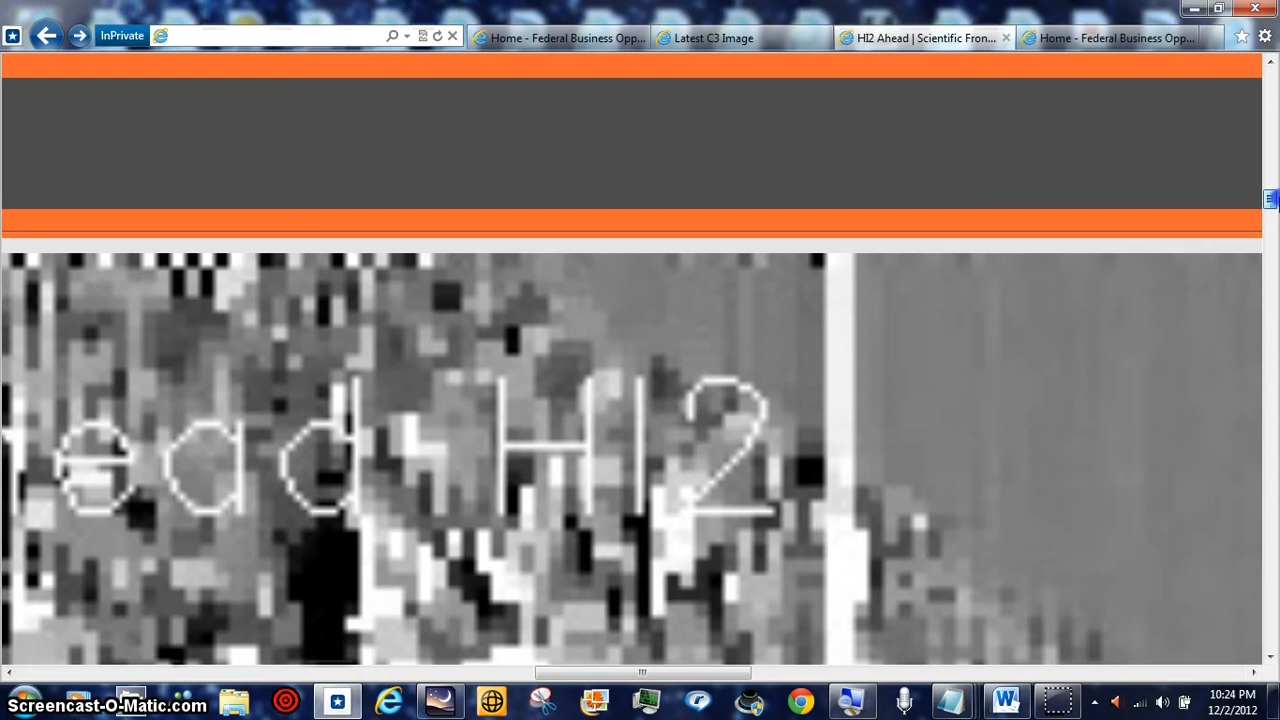 InPrivate
Home - Federal Business Opp...
Latest C3 Image
HI2 Ahead | Scientific Fron...
Home - Federal Business Opp...
ead HI2
Screencast-O-Matic.com
10:24 PM
12/2/2012